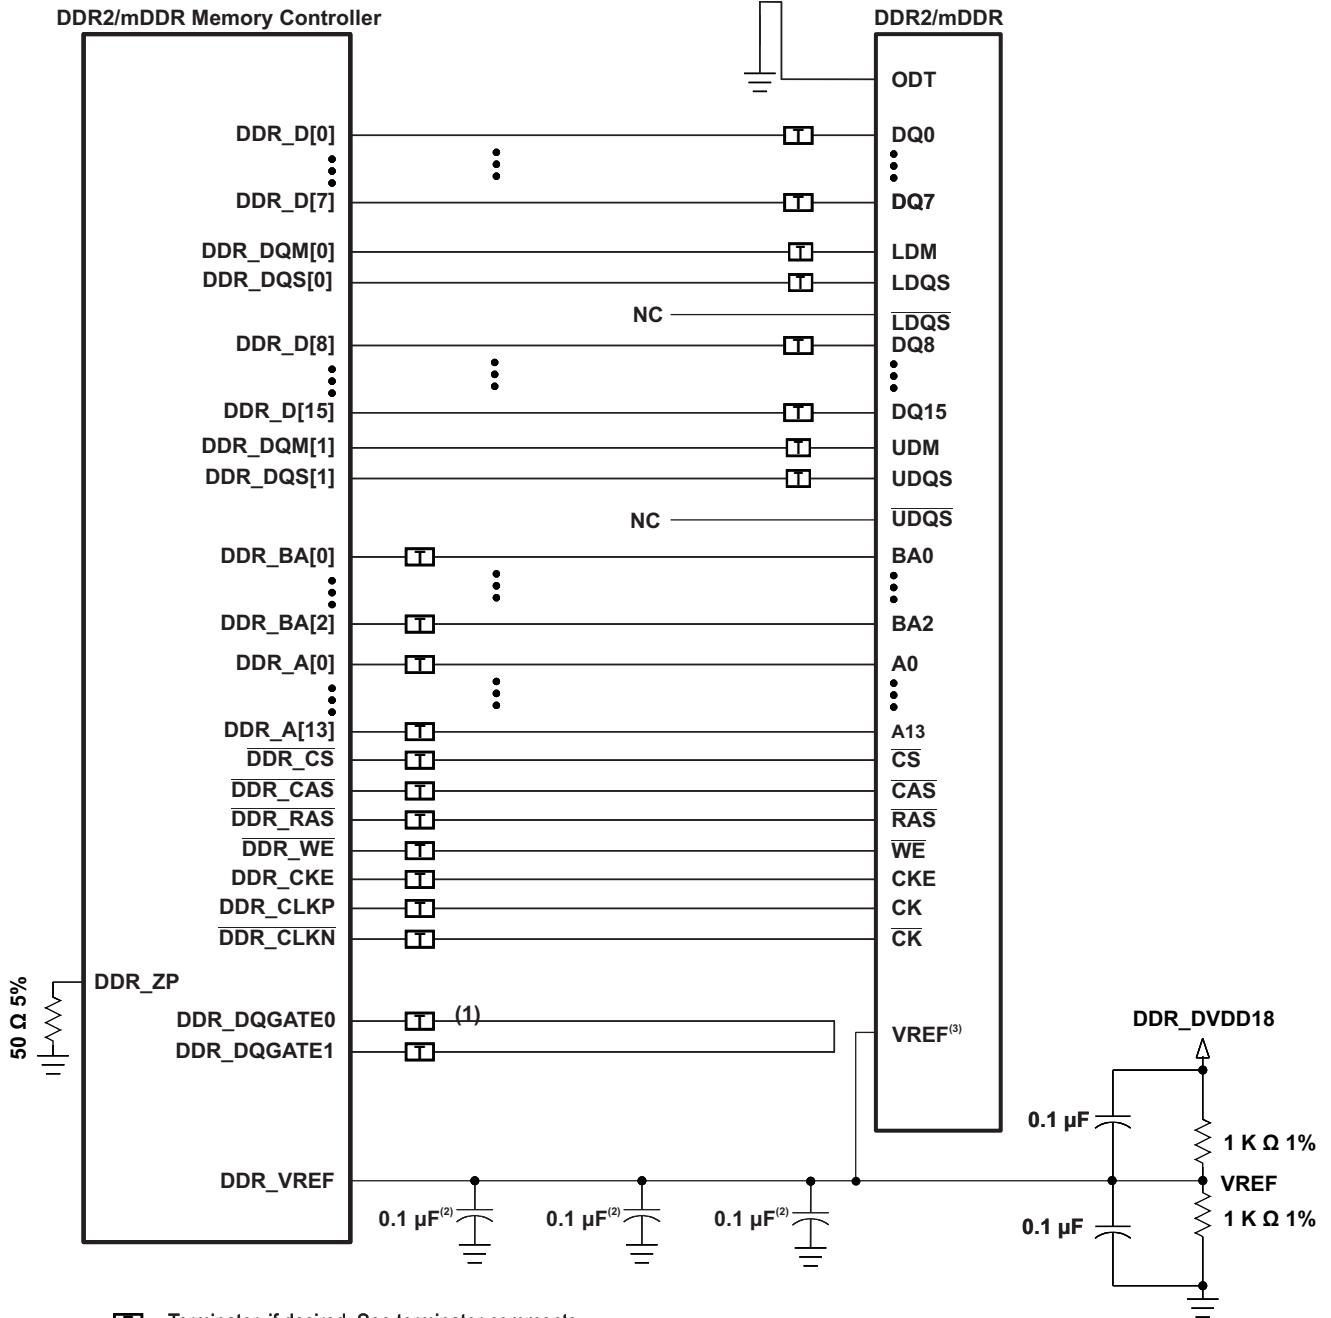 DDR2/mDDR Memory Controller
DDR2/mDDR
ODT
DDR_D[0] T DQ0
DDR_D[7] T DQ7
DDR_DQM[0] T LDM
DDR_DQS[0] T LDQS
NC LDQS
DDR_D[8] T DQ8
DDR_D[15] T DQ15
DDR_DQM[1] T UDM
DDR_DQS[1] T UDQS
NC UDQS
DDR_BA[0] T BA0
DDR_BA[2] T BA2
DDR_A[0] T A0
DDR_A[13] T A13
DDR_CS T CS
DDR_CAS T CAS
DDR_RAS T RAS
DDR_WE T WE
DDR_CKE T CKE
DDR_CLKP T CK
DDR_CLKN T CK
50 Ω 5%
DDR_ZP
DDR_DQGATE0 T (1)
DDR_DQGATE1 T
VREF(3)
DDR_DVDD18
0.1 µF
1 K Ω 1%
DDR_VREF
VREF
0.1 µF(2) 0.1 µF(2) 0.1 µF(2)
0.1 µF
1 K Ω 1%
T Terminator, if desired. See terminator comments.